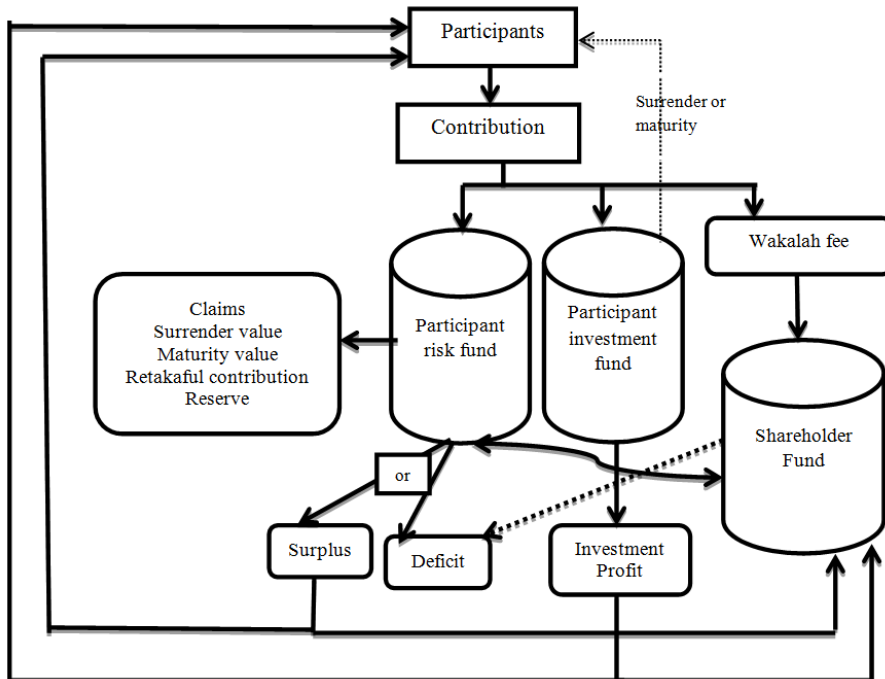 Participants
Surrender or
maturity
Contribution
Wakalah fee
Claims
Surrender value
Maturity value
Retakaful contribution
Reserve
Participant
risk fund
Participant
investment
fund
Shareholder
Fund
or
Surplus
Deficit
Investment
Profit